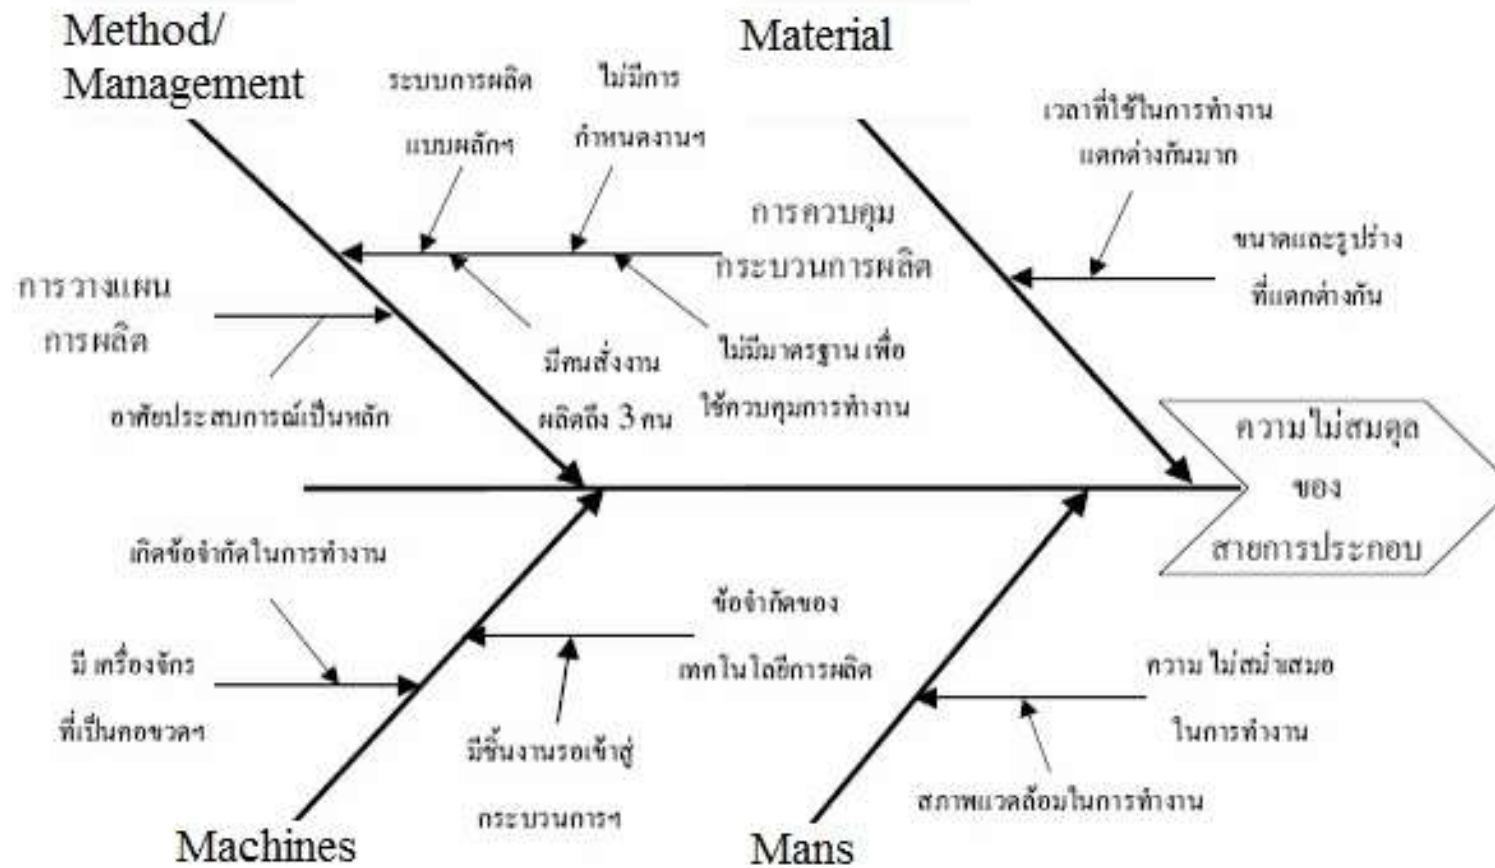 Method/
Management
ระบบการผลิต
แบบผลักฯ
ไม่มีการ
กำหนดงานฯ
Material
เวลาที่ใช้ในการทำงาน
แตกต่างกันมาก
การควบคุม
กระบวนการผลิต
ขนาดและรูปร่าง
ที่แตกต่างกัน
การวางแผน
การผลิต
อาศัยประสบการณ์เป็นหลัก
มีคนสั่งงาน
ผลิตถึง 3 คน
ไม่มีมาตรฐาน เพื่อ
ใช้ควบคุมการทำงาน
ความไม่สมดุล
ของ
สายการประกอบ
เกิดข้อจำกัดในการทำงาน
มี เครื่องจักร
ที่เป็นคอขวดฯ
ข้อจำกัดของ
เทคโนโลยีการผลิต
มีชิ้นงานรอเข้าสู่
กระบวนการฯ
ความ ไม่สม่ำเสมอ
ในการทำงาน
สภาพแวดล้อมในการทำงาน
Machines
Mans